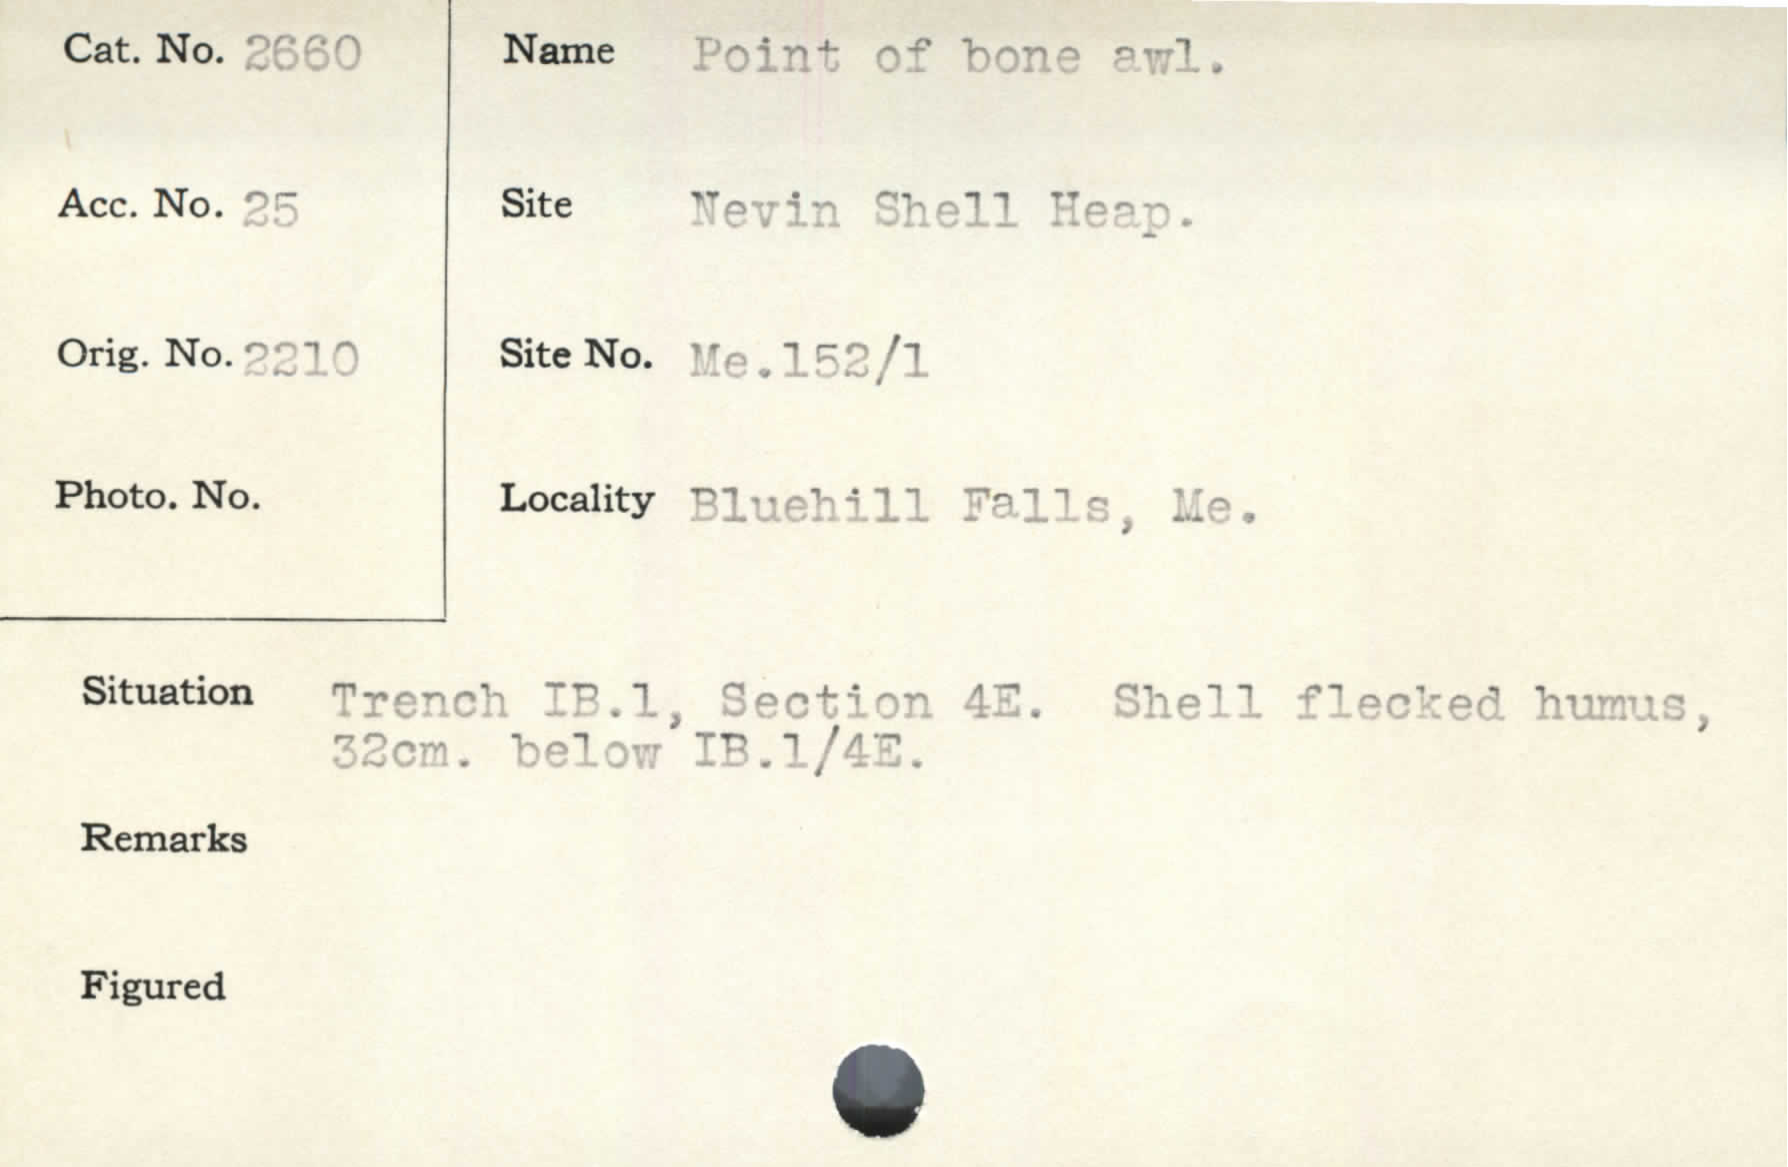 Cat. No. 2660
Name Point of bone awl.
Acc. No. 25
Site Nevin Shell Heap.
Orig. No. 2210
Site No. Me.152/1
Photo. No.
Locality Bluehill Falls, Me.
Situation Trench IB.1, Section 4E. Shell flecked humus,
32cm. below IB.1/4E.
Remarks
Figured